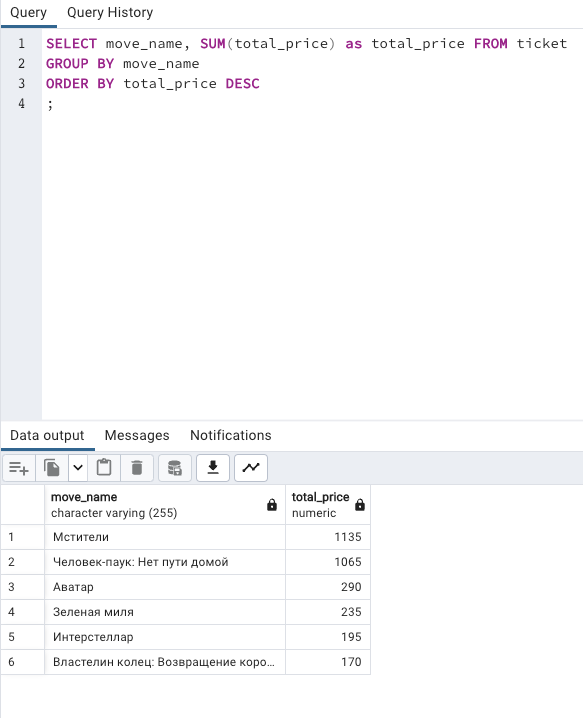 Query Query History
1 SELECT move_name, SUM(total_price) as total_price FROM ticket
2 GROUP BY move_name
3 ORDER BY total_price DESC
4 ;
Data output Messages Notifications
move_name total_price
character varying (255) numeric
1 Мстители 1135
2 Человек-паук: Нет пути домой 1065
3 Аватар 290
4 Зеленая миля 235
5 Интерстеллар 195
6 Властелин колец: Возвращение коро… 170